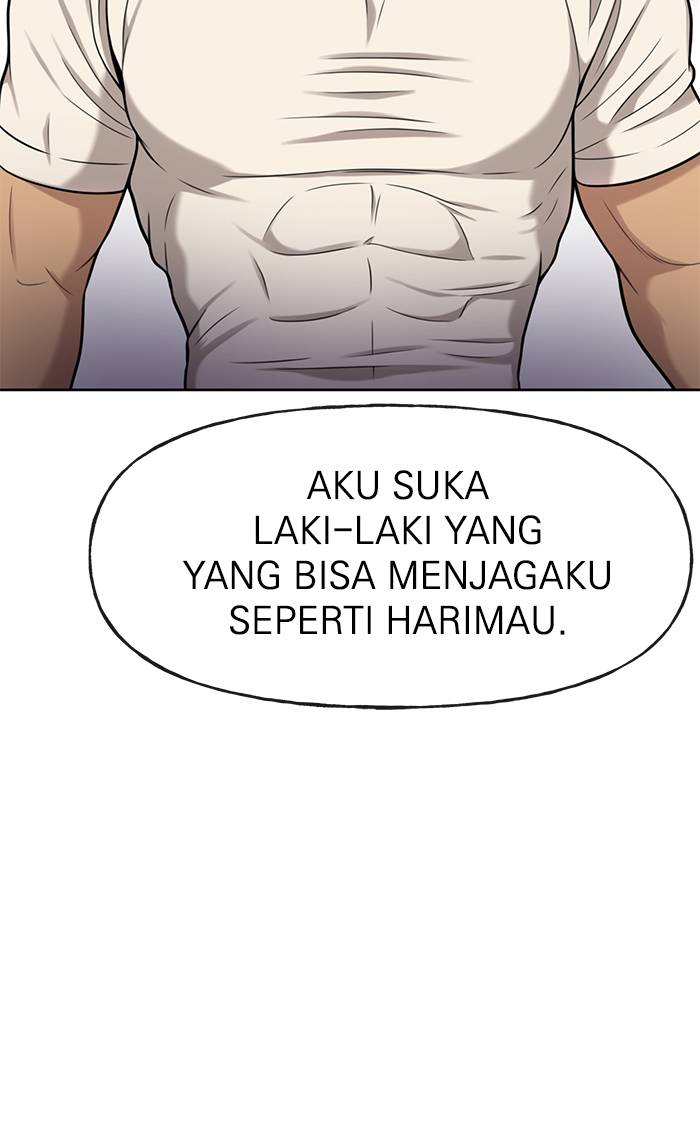 AKU SUKA
LAKI-LAKI YANG
YANG BISA MENJAGAKU
SEPERTI HARIMAU.